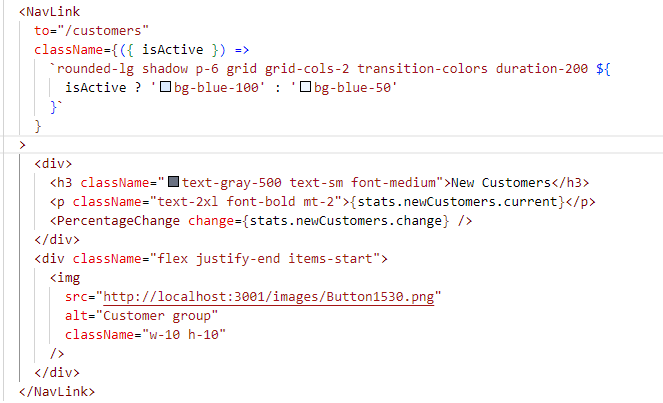 <NavLink
to="/customers"
className={({ isActive }) =>
`rounded-lg shadow p-6 grid grid-cols-2 transition-colors duration-200 ${
isActive ? 'bg-blue-100' : 'bg-blue-50'
}`
}
>
<div>
<h3 className="text-gray-500 text-sm font-medium">New Customers</h3>
<p className="text-2xl font-bold mt-2">{stats.newCustomers.current}</p>
<PercentageChange change={stats.newCustomers.change} />
</div>
<div className="flex justify-end items-start">
<img
src="http://localhost:3001/images/Button1530.png"
alt="Customer group"
className="w-10 h-10"
/>
</div>
</NavLink>